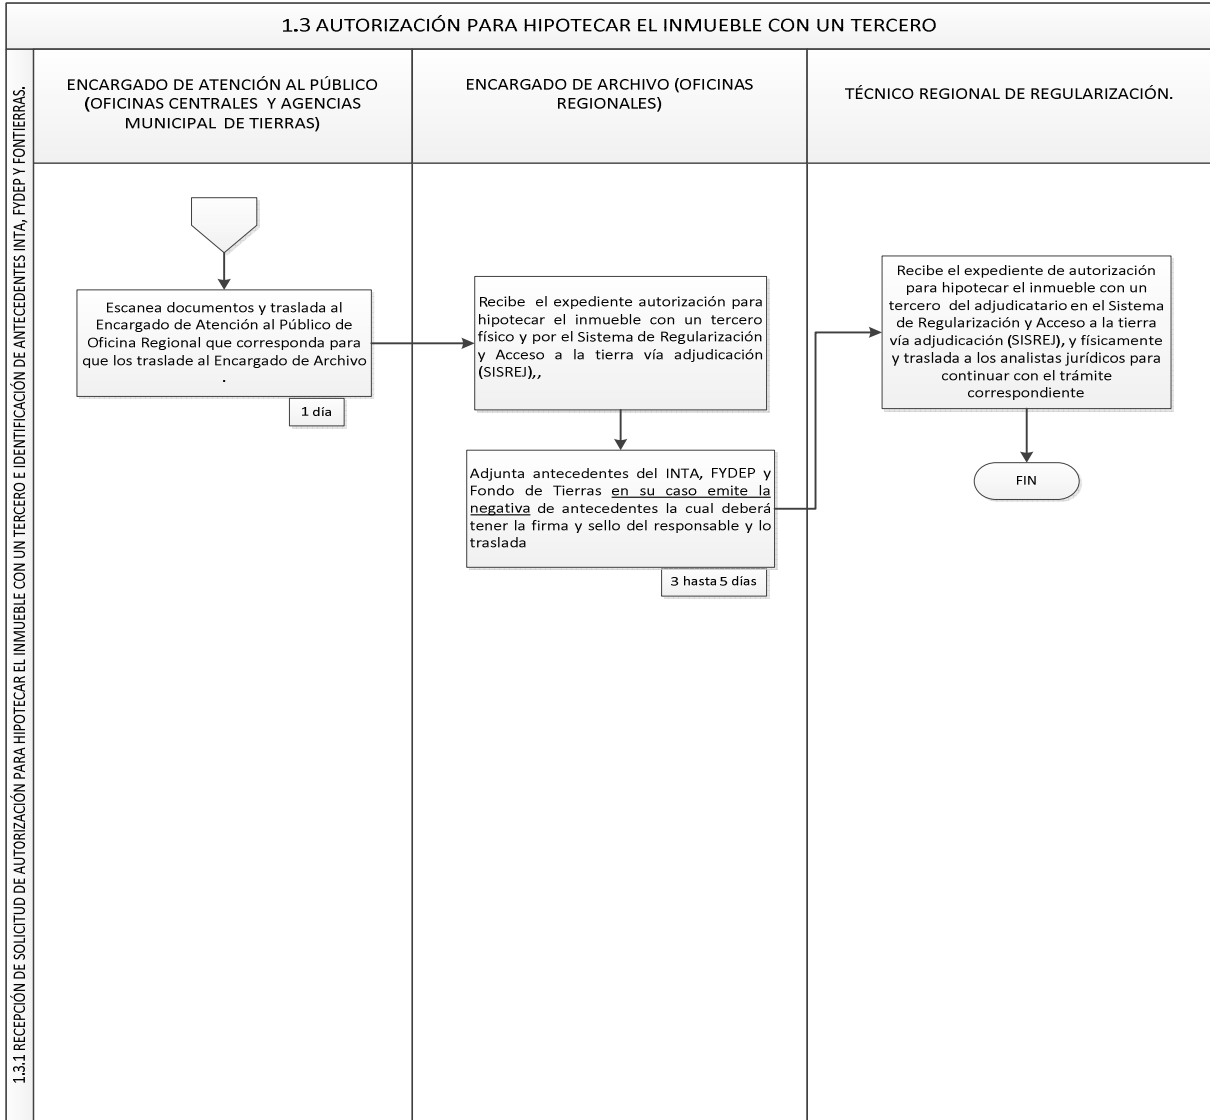 1.3 AUTORIZACIÓN PARA HIPOTECAR EL INMUEBLE CON UN TERCERO
1.3.1 RECEPCIÓN DE SOLICITUD DE AUTORIZACIÓN PARA HIPOTECAR EL INMUEBLE CON UN TERCERO E IDENTIFICACIÓN DE ANTECEDENTES INTA, FYDEP Y FONTIERRAS.
ENCARGADO DE ATENCIÓN AL PÚBLICO
(OFICINAS CENTRALES Y AGENCIAS
MUNICIPAL DE TIERRAS)
ENCARGADO DE ARCHIVO (OFICINAS
REGIONALES)
TÉCNICO REGIONAL DE REGULARIZACIÓN.
Escanea documentos y traslada al
Encargado de Atención al Público de
Oficina Regional que corresponda para
que los traslade al Encargado de Archivo
.
1 día
Recibe el expediente autorización para
hipotecar el inmueble con un tercero
físico y por el Sistema de Regularización
y Acceso a la tierra vía adjudicación
(SISREJ),,
Adjunta antecedentes del INTA, FYDEP y
Fondo de Tierras en su caso emite la
negativa de antecedentes la cual deberá
tener la firma y sello del responsable y lo
traslada
3 hasta 5 días
Recibe el expediente de autorización
para hipotecar el inmueble con un
tercero del adjudicatario en el Sistema
de Regularización y Acceso a la tierra
vía adjudicación (SISREJ), y físicamente
y traslada a los analistas jurídicos para
continuar con el trámite
correspondiente
FIN